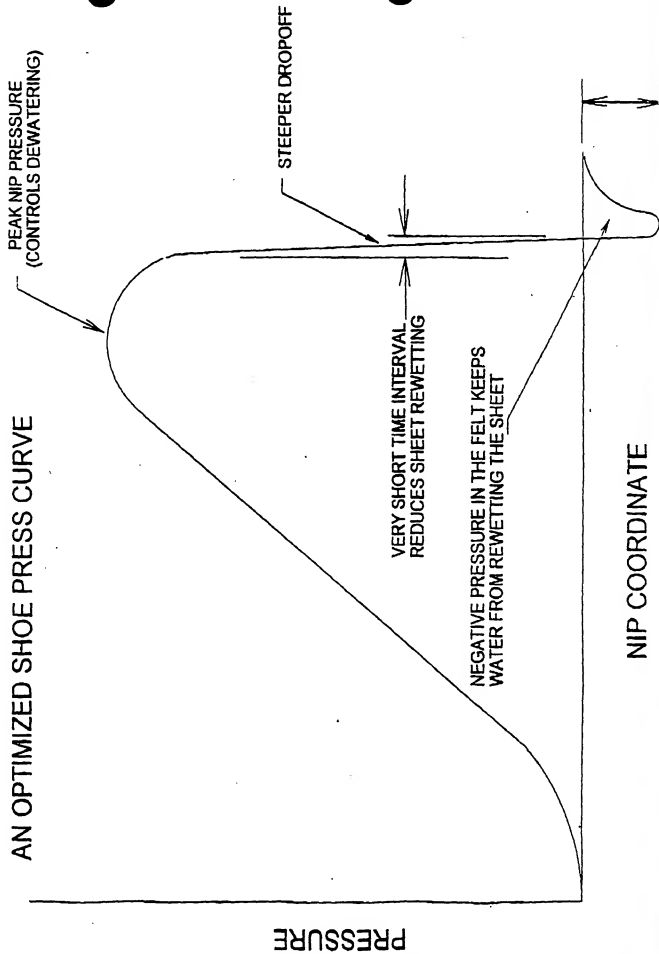 AN OPTIMIZED SHOE PRESS CURVE
PEAK NIP PRESSURE
(CONTROLS DEWATERING)
STEEPER DROPOFF
VERY SHORT TIME INTERVAL
REDUCES SHEET REWETTING
NEGATIVE PRESSURE IN THE FELT KEEPS
WATER FROM REWETTING THE SHEET
PRESSURE
NIP COORDINATE